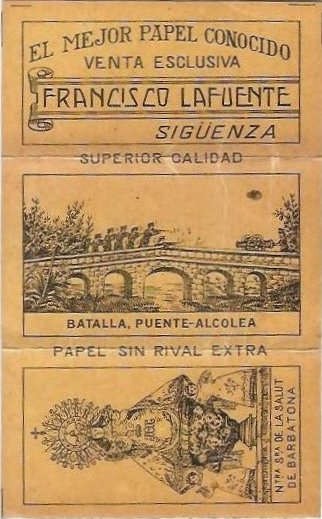 EL MEJOR PAPEL CONOCIDO
VENTA ESCLUSIVA
FRANCISCO LAFUENTE
SIGÜENZA
SUPERIOR CALIDAD
BATALLA, PUENTE-ALCOLEA
PAPEL SIN RIVAL EXTRA
NTRA SRA DE LA SALUT
DE BARBATONA